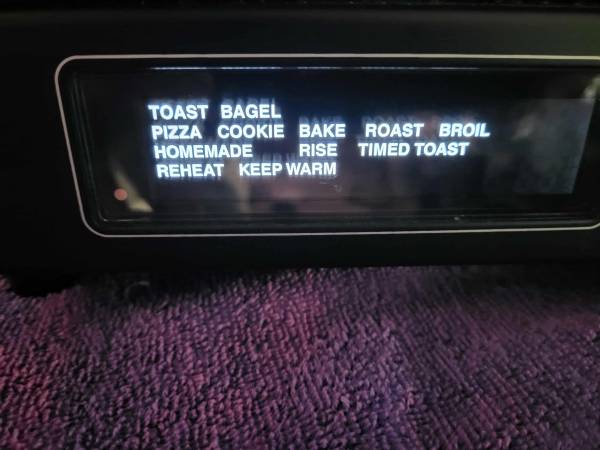 TOAST BAGEL
PIZZA COOKIE BAKE ROAST BROIL
HOMEMADE RISE TIMED TOAST
REHEAT KEEP WARM